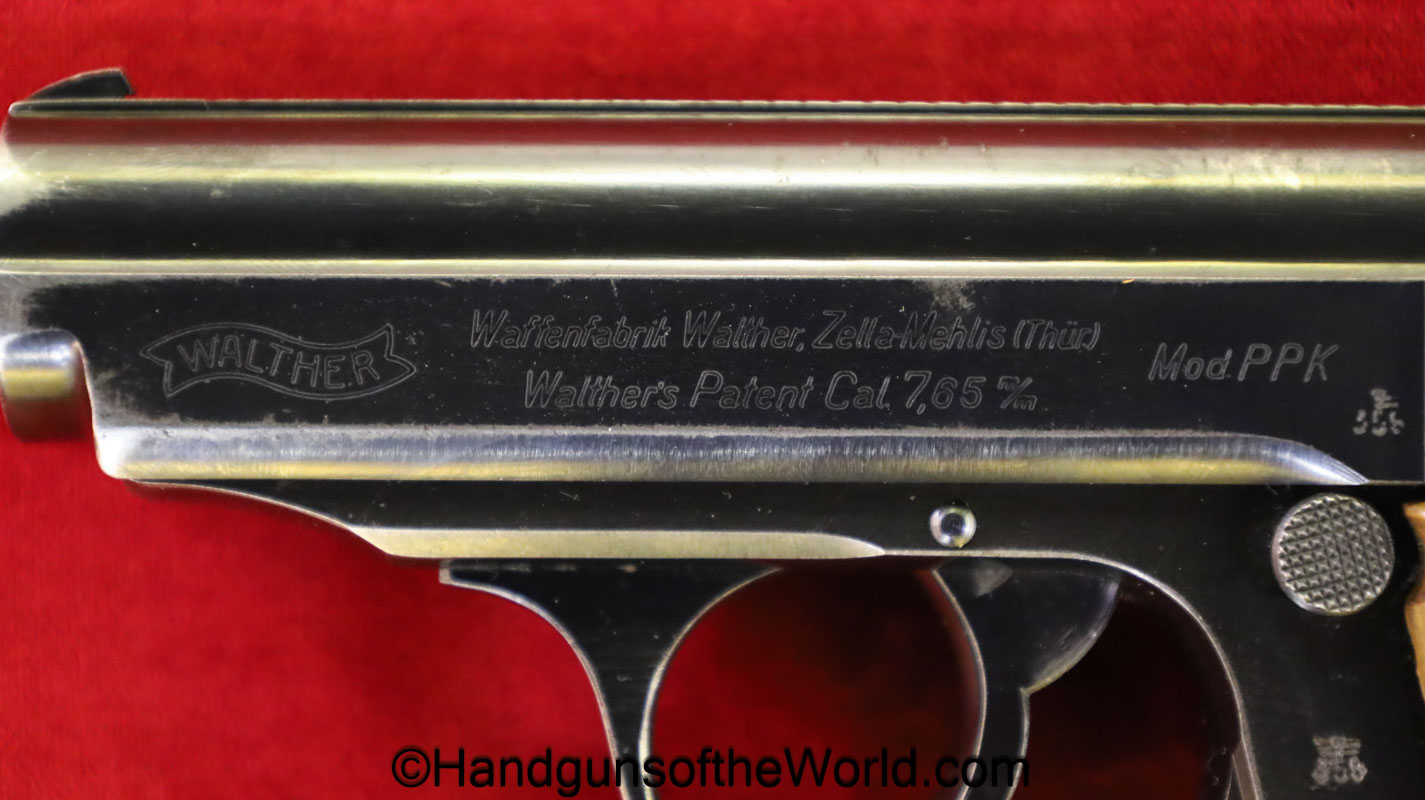 WALTHER
Waffenfabrik Walther, Zella-Mehlis (Thür.)
Walther's Patent Cal. 7,65 m/m
Mod. PPK
©HandgunsoftheWorld.com